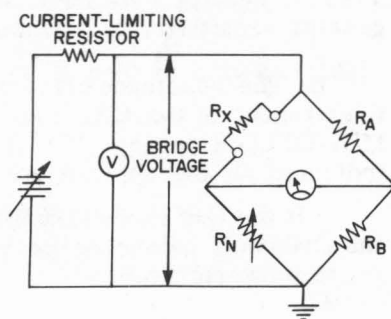 CURRENT-LIMITING
RESISTOR
V
BRIDGE
VOLTAGE
RX
RA
RN
RB